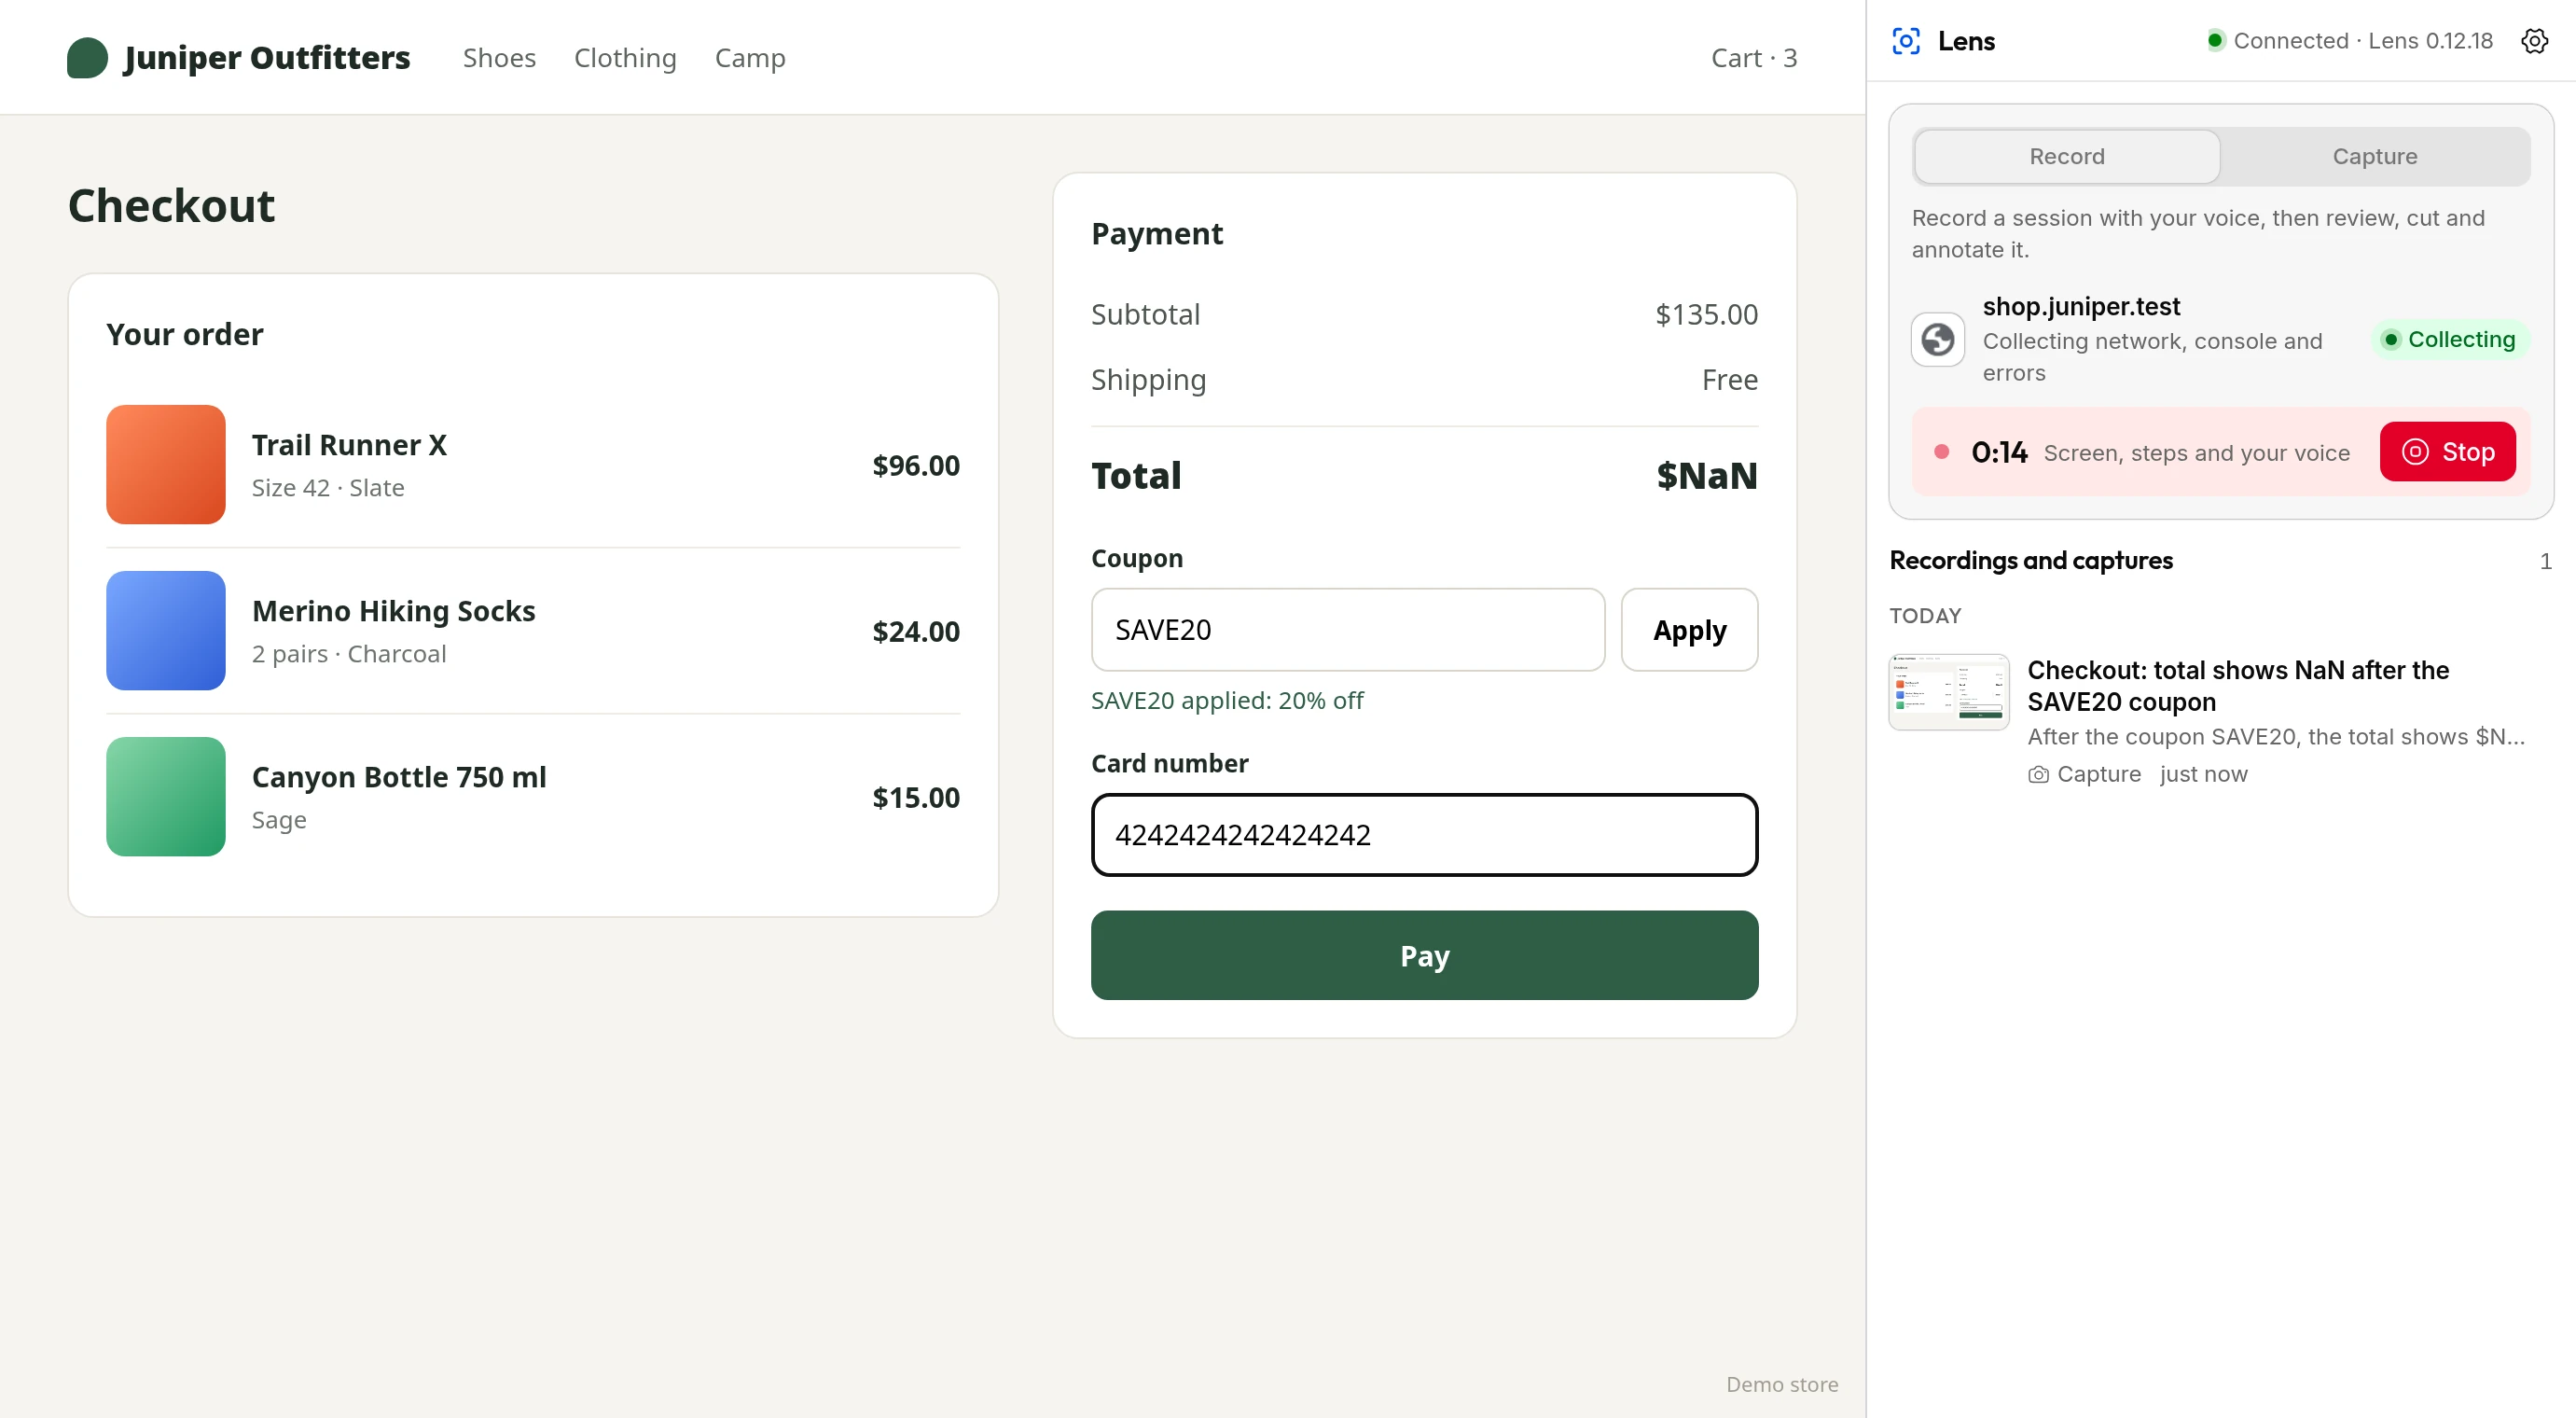 Juniper Outfitters
Shoes
Clothing
Camp
Cart · 3
Checkout
Your order
Trail Runner X
Size 42 · Slate
$96.00
Merino Hiking Socks
2 pairs · Charcoal
$24.00
Canyon Bottle 750 ml
Sage
$15.00
Payment
Subtotal
$135.00
Shipping
Free
Total
$NaN
Coupon
SAVE20
Apply
SAVE20 applied: 20% off
Card number
4242424242424242
Pay
Demo store
Lens
Connected · Lens 0.12.18
Record
Capture
Record a session with your voice, then review, cut and
annotate it.
shop.juniper.test
Collecting network, console and
errors
Collecting
0:14
Screen, steps and your voice
Stop
Recordings and captures
1
TODAY
Checkout: total shows NaN after the
SAVE20 coupon
After the coupon SAVE20, the total shows $N...
Capture
just now